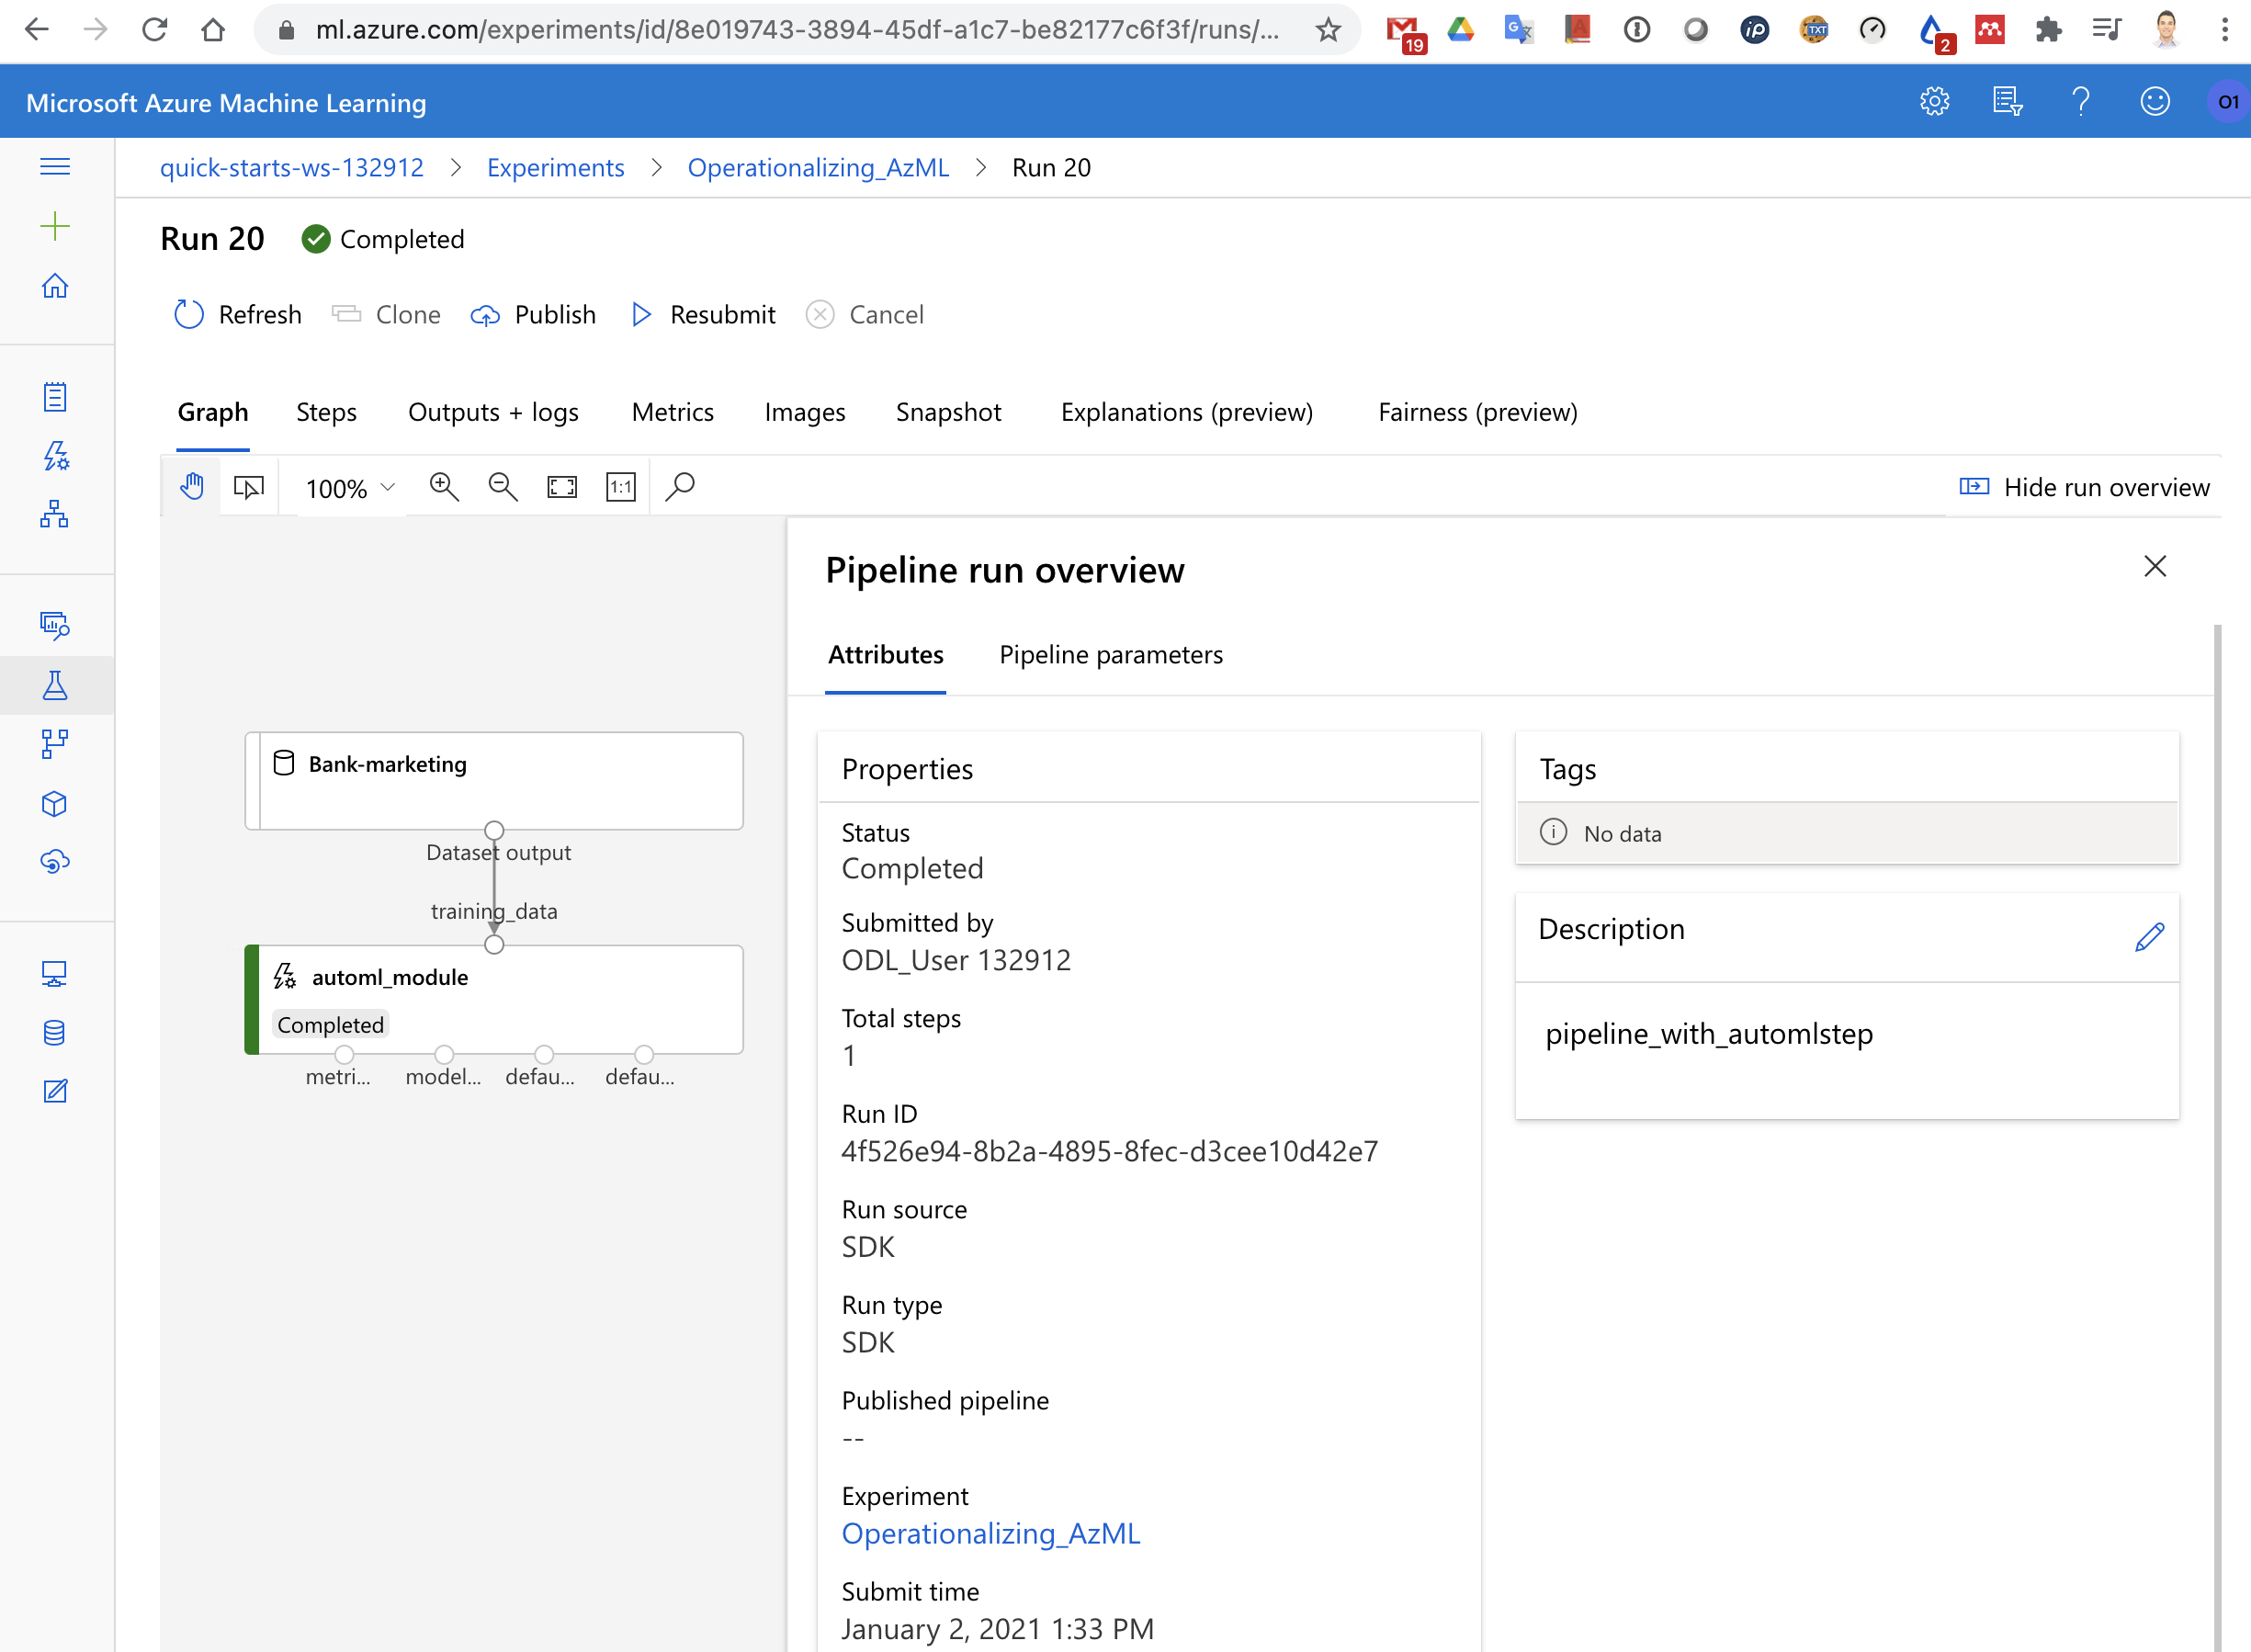 ml.azure.com/experiments/id/8e019743-3894-45df-a1c7-be82177c6f3f/runs/...
19
TXT
2
Microsoft Azure Machine Learning
O1
quick-starts-ws-132912 > Experiments > Operationalizing_AzML > Run 20
Run 20 Completed
Refresh Clone Publish Resubmit Cancel
Graph Steps Outputs + logs Metrics Images Snapshot Explanations (preview) Fairness (preview)
100% 1:1 Hide run overview
Pipeline run overview
Attributes Pipeline parameters
Bank-marketing
Dataset output
training_data
automl_module
Completed
metri... model... defau... defau...
Properties
Status
Completed
Submitted by
ODL_User 132912
Total steps
1
Run ID
4f526e94-8b2a-4895-8fec-d3cee10d42e7
Run source
SDK
Run type
SDK
Published pipeline
--
Experiment
Operationalizing_AzML
Submit time
January 2, 2021 1:33 PM
Tags
No data
Description
pipeline_with_automlstep